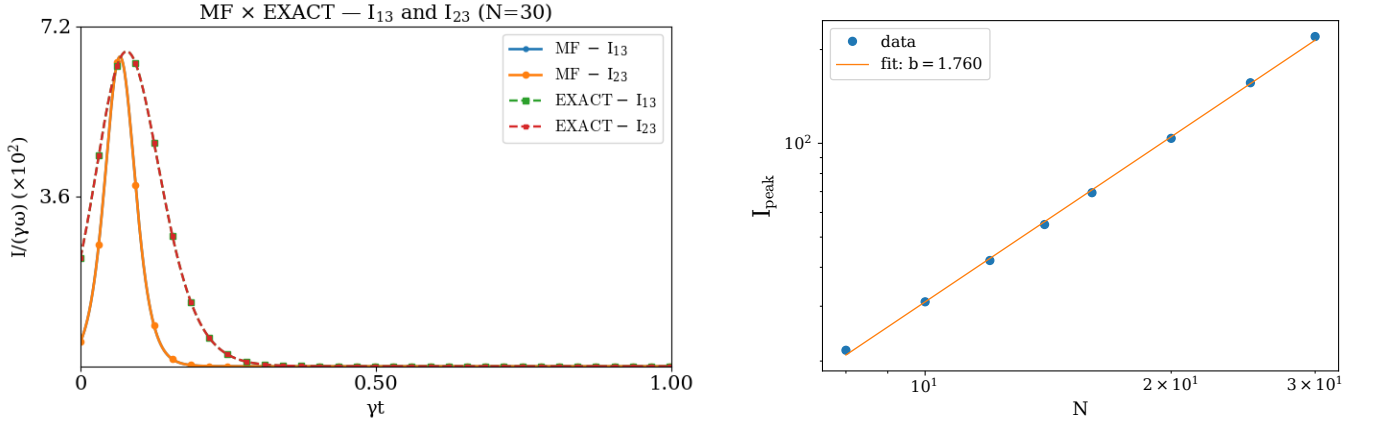 MF × EXACT — I₁₃ and I₂₃ (N=30)
7.2
3.6
I/(γω) (×10²)
MF − I₁₃
MF − I₂₃
EXACT − I₁₃
EXACT − I₂₃
0
0.50
1.00
γt
data
fit: b = 1.760
10²
I_peak
10¹
2 × 10¹
3 × 10¹
N